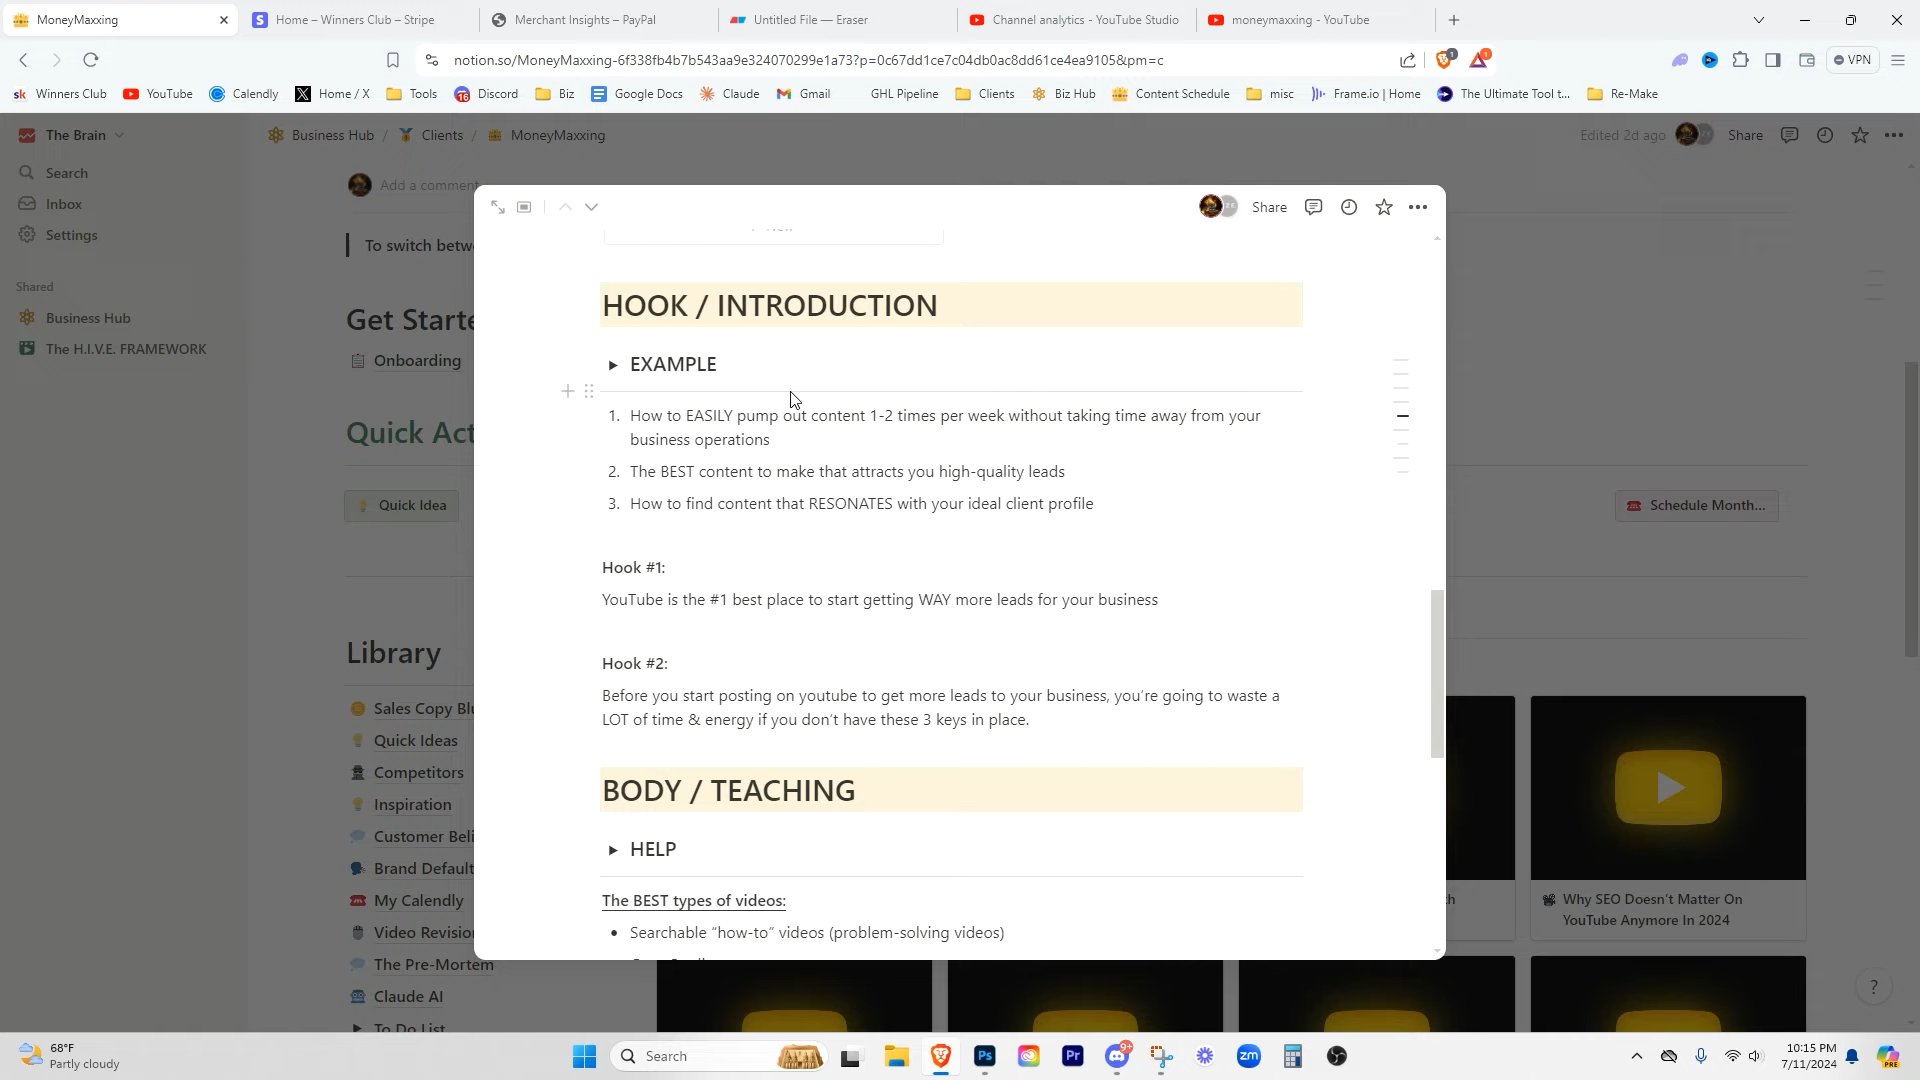 MoneyMaxxing
Home – Winners Club – Stripe
Merchant Insights – PayPal
Untitled File — Eraser
Channel analytics - YouTube Studio
moneymaxxing - YouTube
notion.so/MoneyMaxxing-6f338fb4b7b543aa9e324070299e1a73?p=0c67dd1ce7c04db0ac8dd61ce4ea9105&pm=c
1
1
VPN
sk Winners Club
YouTube
Calendly
Home / X
Tools
16 Discord
Biz
Google Docs
Claude
Gmail
GHL Pipeline
Clients
Biz Hub
Content Schedule
misc
Frame.io | Home
The Ultimate Tool t...
Re-Make
The Brain
Business Hub / Clients / MoneyMaxxing
Edited 2d ago
Share
Search
Inbox
Settings
Shared
Business Hub
The H.I.V.E. FRAMEWORK
Add a comment
To switch betw
Get Starte
Onboarding
Quick Act
Quick Idea
Schedule Month...
Library
Sales Copy Blu
Quick Ideas
Competitors
Inspiration
Customer Beli
Brand Default
My Calendly
Video Revision
The Pre-Mortem
Claude AI
To Do List
Share
HOOK / INTRODUCTION
EXAMPLE
1. How to EASILY pump out content 1-2 times per week without taking time away from your
business operations
2. The BEST content to make that attracts you high-quality leads
3. How to find content that RESONATES with your ideal client profile
Hook #1:
YouTube is the #1 best place to start getting WAY more leads for your business
Hook #2:
Before you start posting on youtube to get more leads to your business, you're going to waste a
LOT of time & energy if you don't have these 3 keys in place.
BODY / TEACHING
HELP
The BEST types of videos:
• Searchable "how-to" videos (problem-solving videos)
Why SEO Doesn't Matter On
YouTube Anymore In 2024
?
68°F
Partly cloudy
Search
Ps
Pr
9+
zm
10:15 PM
7/11/2024
PRE